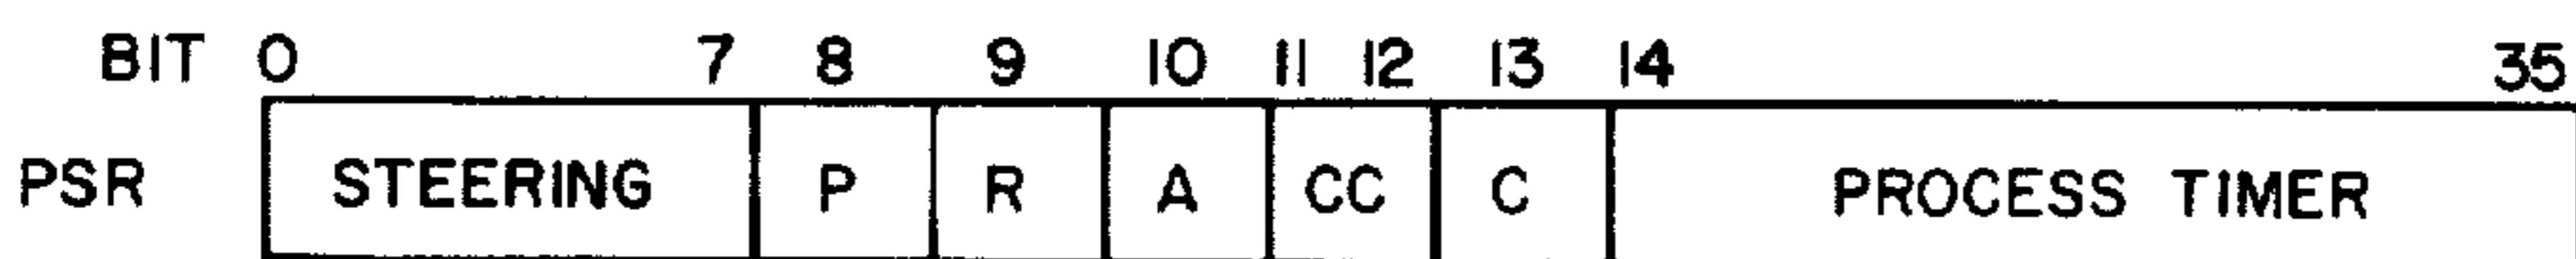 BIT 0 7 8 9 10 11 12 13 14 35
PSR STEERING P R A CC C PROCESS TIMER